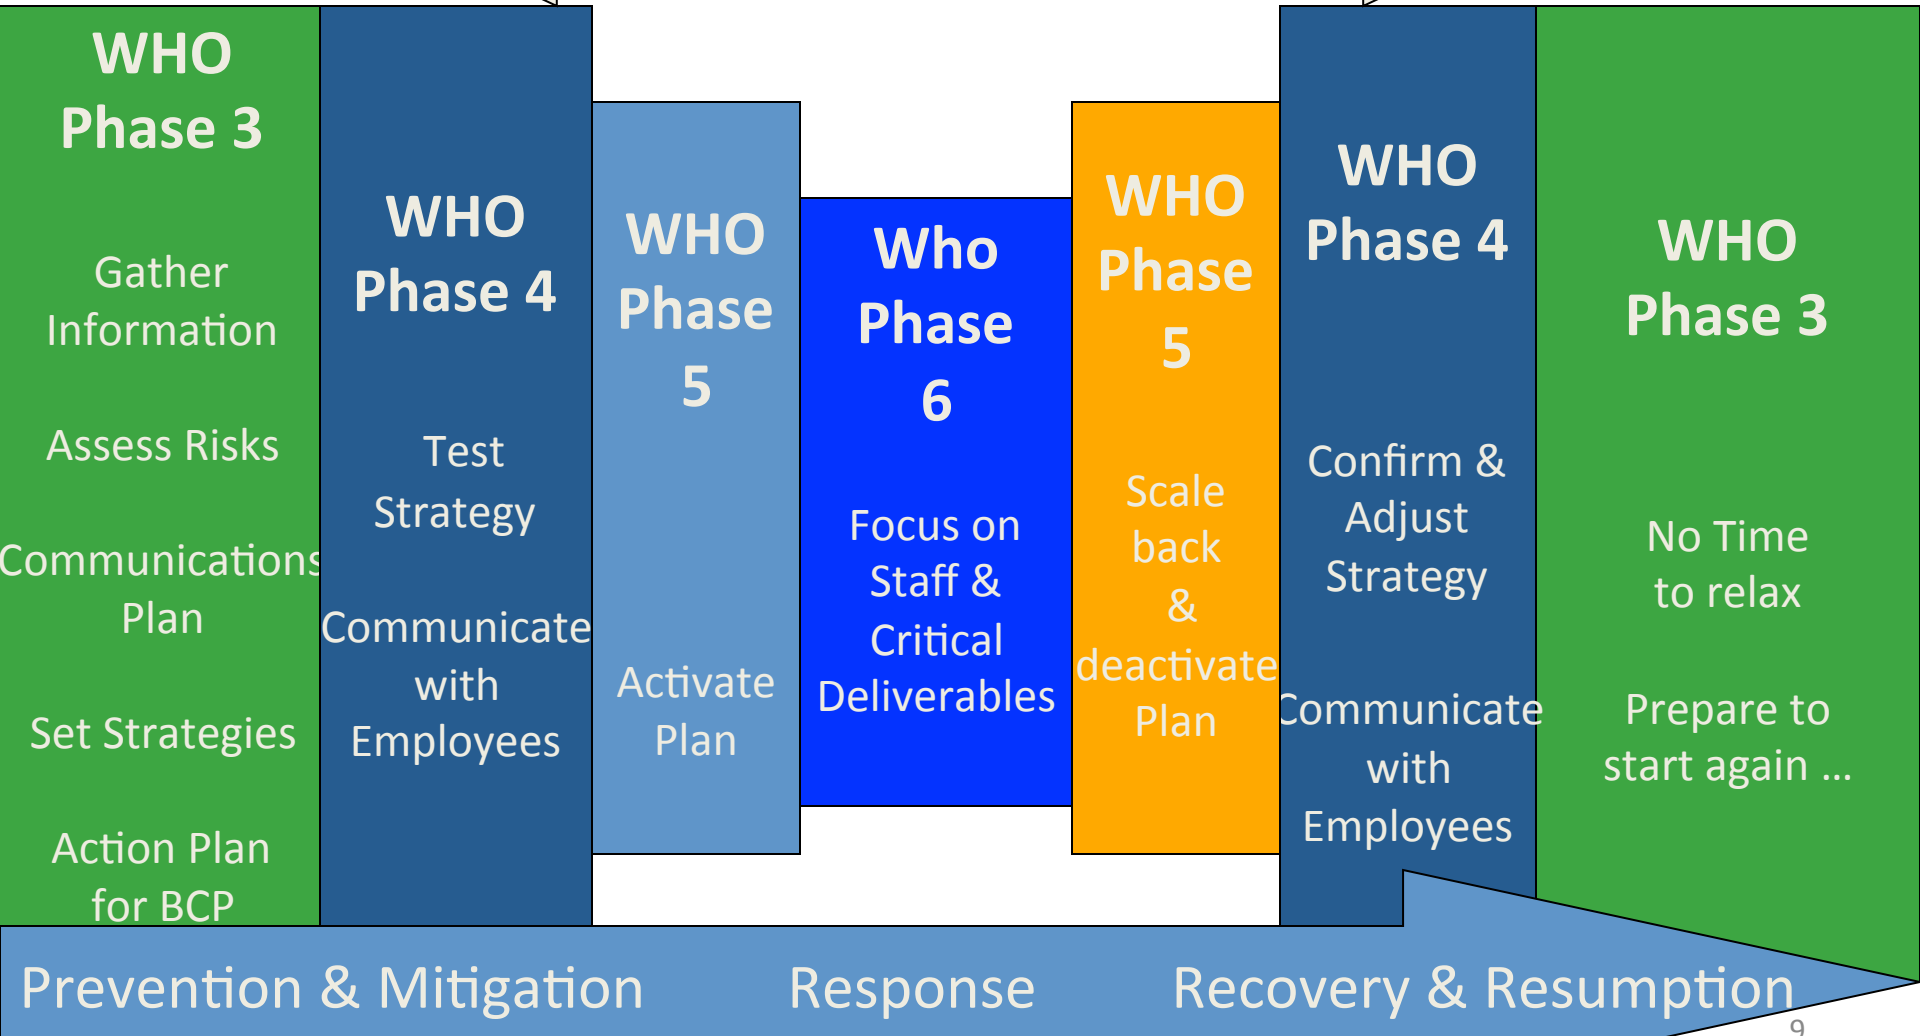 WHO
Phase 3
Gather
Information
Assess Risks
Communications
Plan
Set Strategies
Action Plan
for BCP
WHO
Phase 4
Test
Strategy
Communicate
with
Employees
WHO
Phase
5
Activate
Plan
Who
Phase
6
Focus on
Staff &
Critical
Deliverables
WHO
Phase
5
Scale
back
&
deactivate
Plan
WHO
Phase 4
Confirm &
Adjust
Strategy
Communicate
with
Employees
WHO
Phase 3
No Time
to relax
Prepare to
start again ...
Prevention & Mitigation
Response
Recovery & Resumption
9